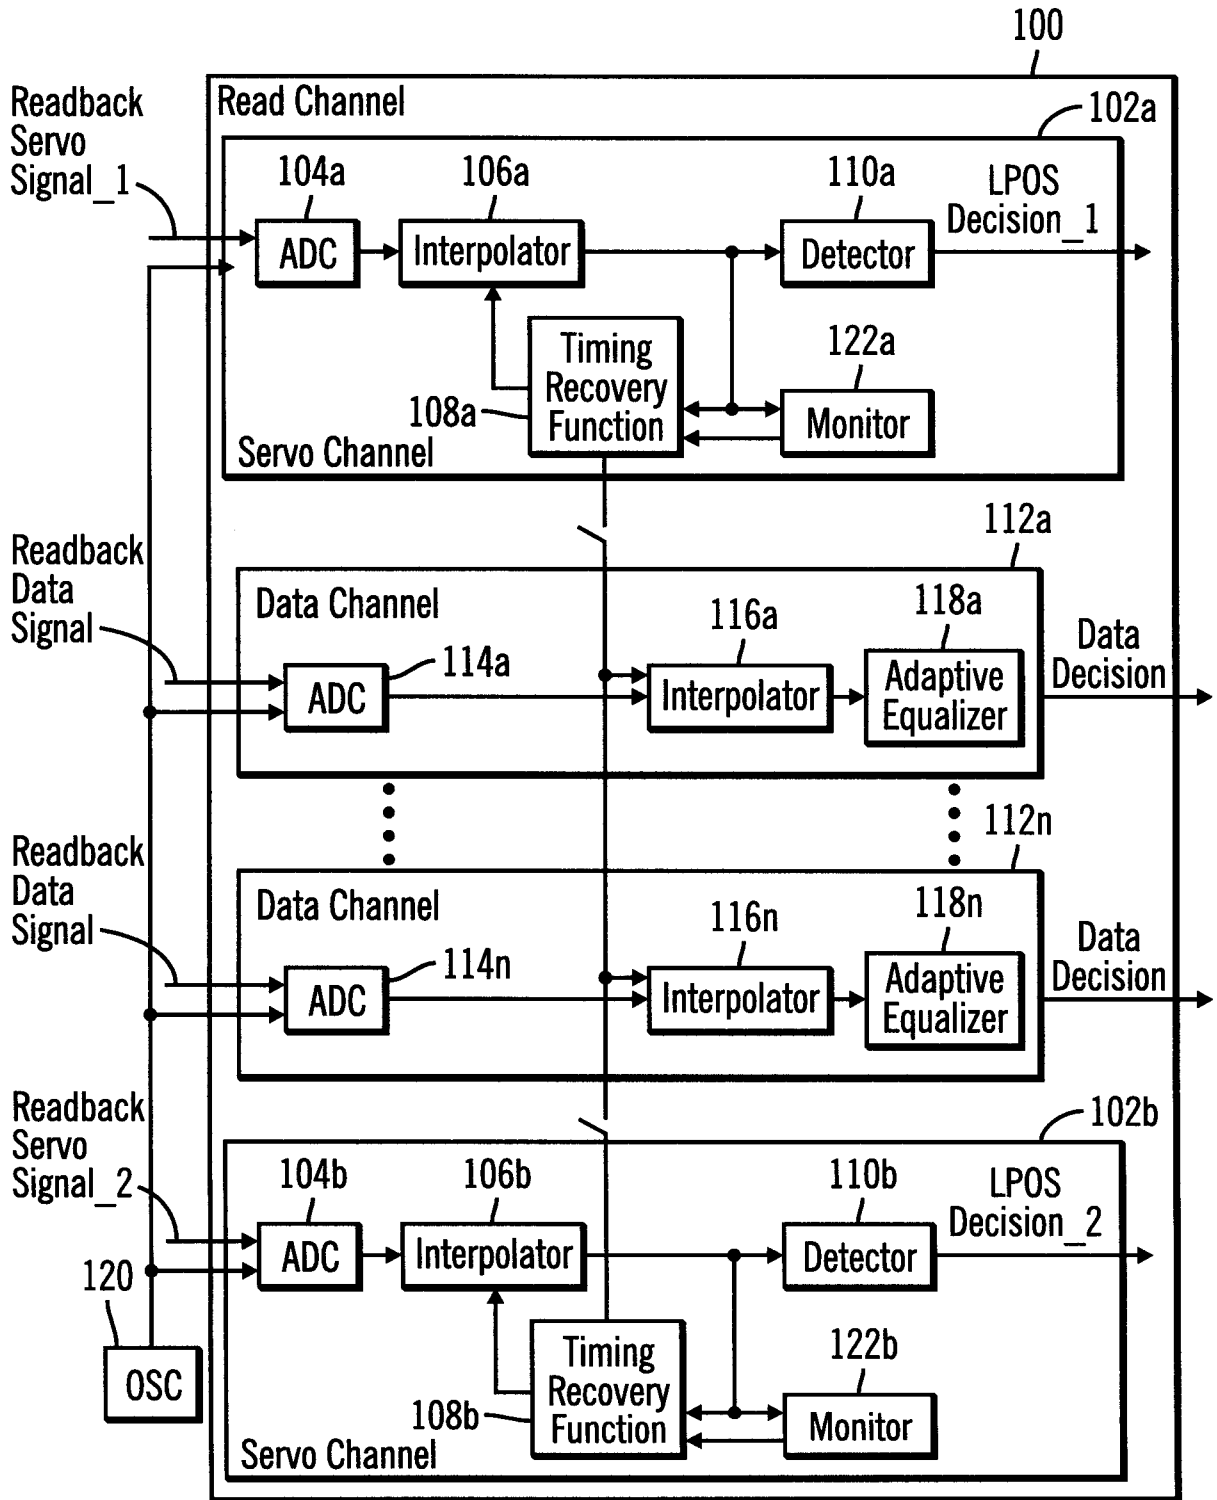 100
Readback
Servo
Signal_1
Read Channel
102a
104a
106a
110a
LPOS
Decision_1
ADC
Interpolator
Detector
Timing
Recovery
Function
122a
108a
Monitor
Servo Channel
112a
Readback
Data
Signal
Data Channel
116a
118a
Data
Decision
114a
ADC
Interpolator
Adaptive
Equalizer
112n
Readback
Data
Signal
Data Channel
116n
118n
Data
Decision
114n
ADC
Interpolator
Adaptive
Equalizer
Readback
Servo
Signal_2
102b
104b
106b
110b
LPOS
Decision_2
ADC
Interpolator
Detector
120
OSC
Timing
Recovery
Function
122b
108b
Monitor
Servo Channel